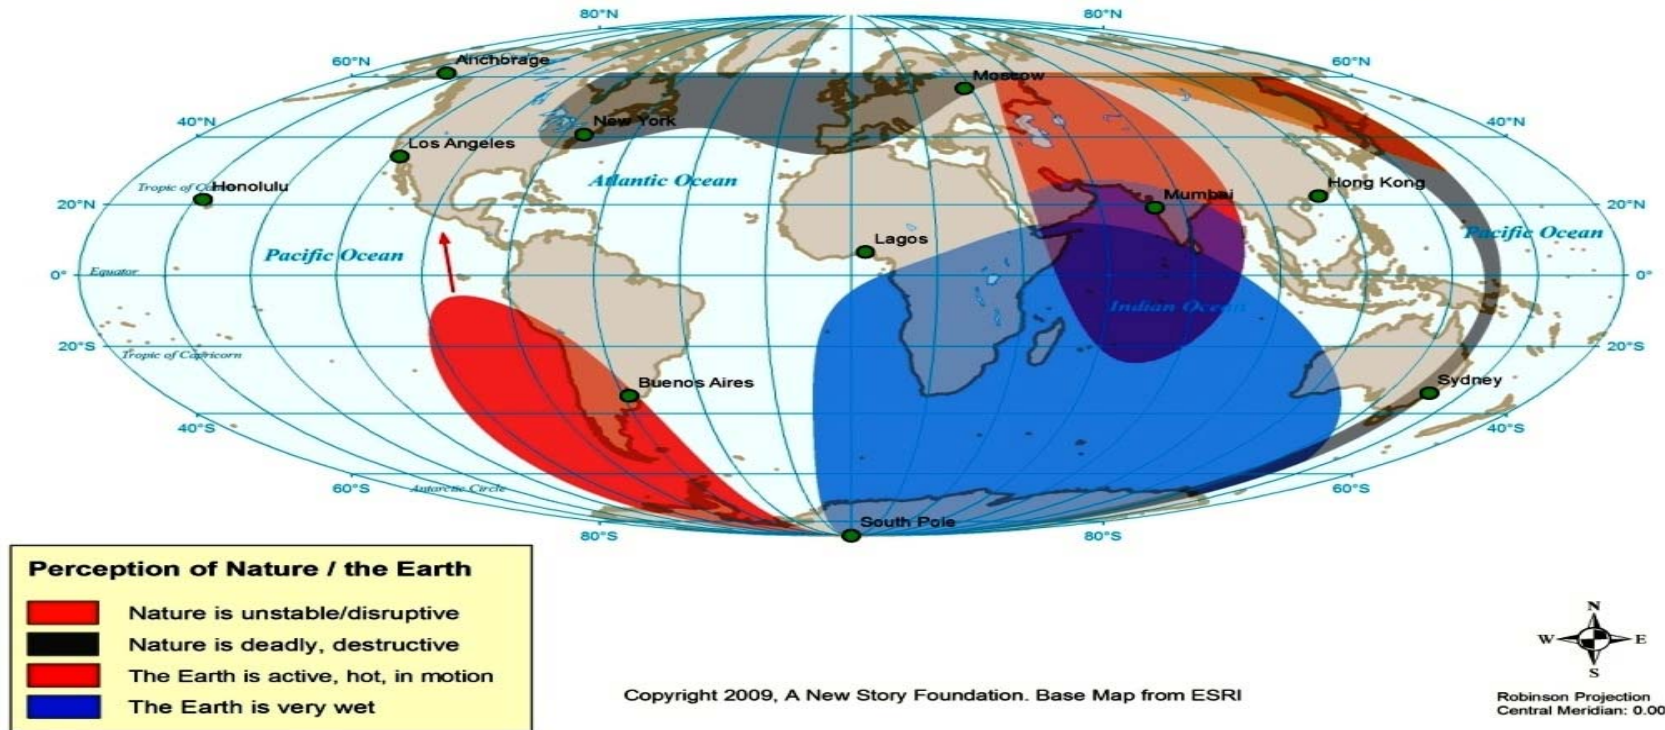 80°N
80°N
60°N
Anchorage
Moscow
60°N
40°N
New York
40°N
Los Angeles
Atlantic Ocean
Tropic of
Honolulu
Mumbai
Hong Kong
20°N
20°N
Lagos
Pacific Ocean
Pacific Ocean
Equator
0°
0°
Indian Ocean
20°S
Tropic of Capricorn
20°S
Buenos Aires
Sydney
40°S
40°S
60°S
Antarctic Circle
60°S
South Pole
80°S
80°S
Perception of Nature / the Earth
Nature is unstable/disruptive
Nature is deadly, destructive
The Earth is active, hot, in motion
The Earth is very wet
Copyright 2009, A New Story Foundation. Base Map from ESRI
N
W E
S
Robinson Projection
Central Meridian: 0.00